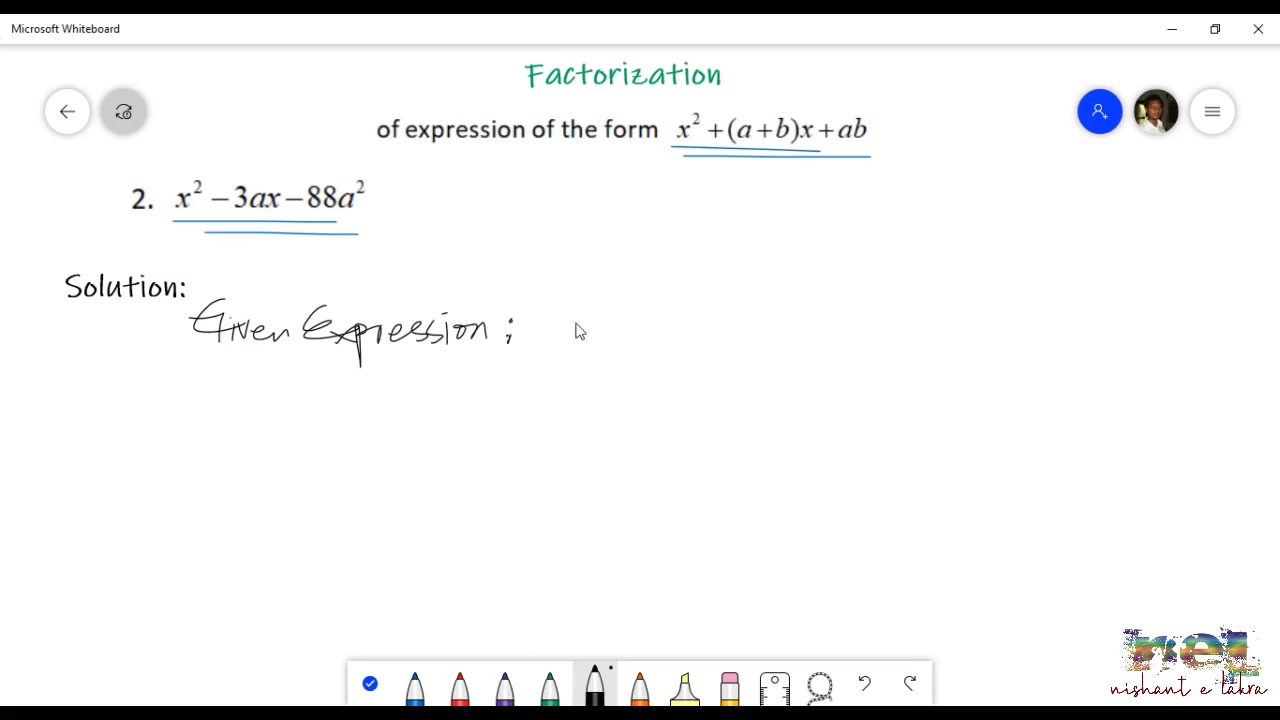 Microsoft Whiteboard
Factorization
of expression of the form x² + (a + b)x + ab
2. x² − 3ax − 88a²
Solution:
Given Expression ;
nel
nishant e lakra